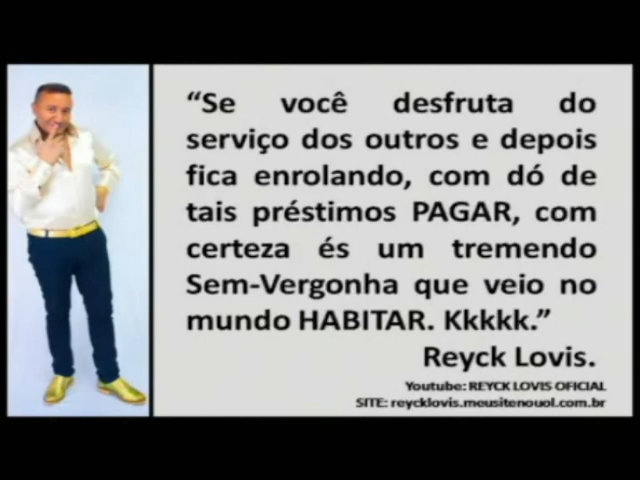 “Se você desfruta do
serviço dos outros e depois
fica enrolando, com dó de
tais préstimos PAGAR, com
certeza és um tremendo
Sem-Vergonha que veio no
mundo HABITAR. Kkkkk.”
Reyck Lovis.
Youtube: REYCK LOVIS OFICIAL
SITE: reycklovis.meusitenouol.com.br